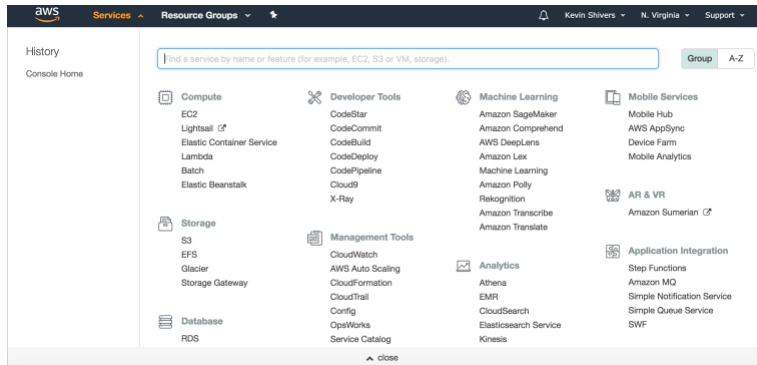 aws Services Resource Groups Kevin Shivers N. Virginia Support
History
Console Home
Find a service by name or feature (for example, EC2, S3 or VM, storage).
Group A-Z
Compute
EC2
Lightsail
Elastic Container Service
Lambda
Batch
Elastic Beanstalk
Storage
S3
EFS
Glacier
Storage Gateway
Database
RDS
Developer Tools
CodeStar
CodeCommit
CodeBuild
CodeDeploy
CodePipeline
Cloud9
X-Ray
Management Tools
CloudWatch
AWS Auto Scaling
CloudFormation
CloudTrail
Config
OpsWorks
Service Catalog
Machine Learning
Amazon SageMaker
Amazon Comprehend
AWS DeepLens
Amazon Lex
Machine Learning
Amazon Polly
Rekognition
Amazon Transcribe
Amazon Translate
Analytics
Athena
EMR
CloudSearch
Elasticsearch Service
Kinesis
Mobile Services
Mobile Hub
AWS AppSync
Device Farm
Mobile Analytics
AR & VR
Amazon Sumerian
Application Integration
Step Functions
Amazon MQ
Simple Notification Service
Simple Queue Service
SWF
close